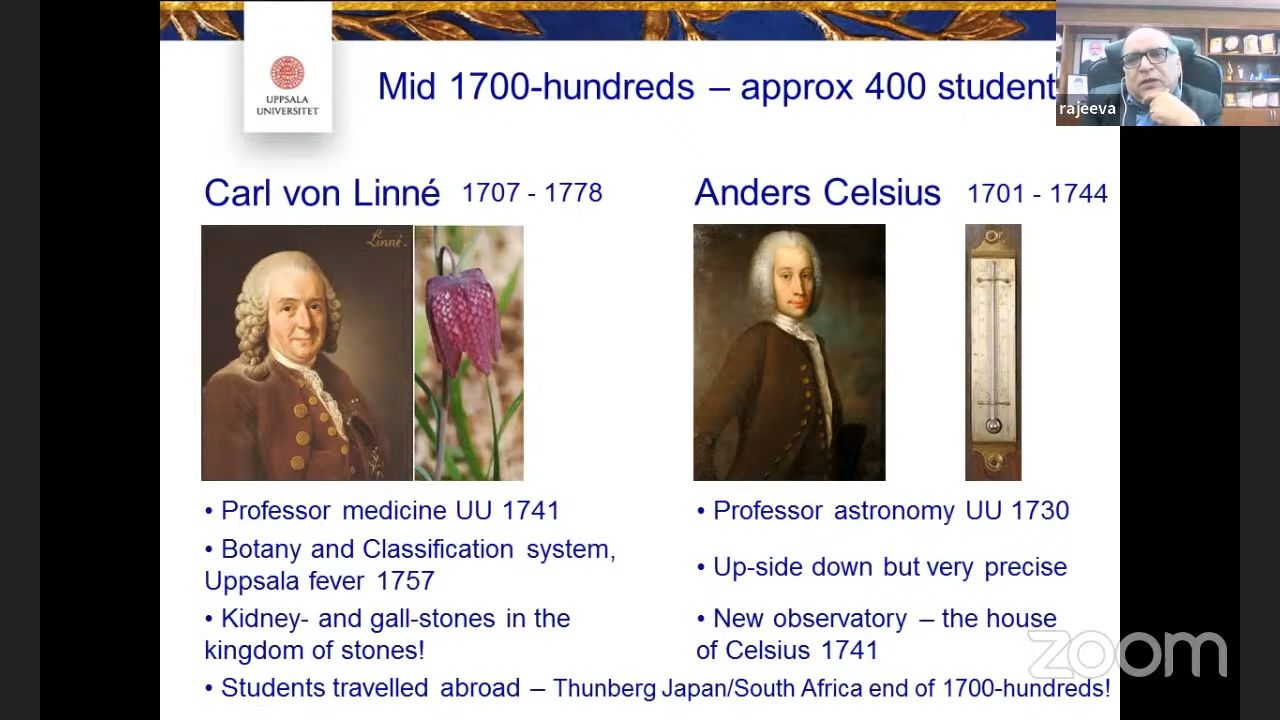 UPPSALA
UNIVERSITET
Mid 1700-hundreds – approx 400 student
rajeeva
Carl von Linné 1707 - 1778
Linné.
• Professor medicine UU 1741
• Botany and Classification system,
Uppsala fever 1757
• Kidney- and gall-stones in the
kingdom of stones!
Anders Celsius 1701 - 1744
• Professor astronomy UU 1730
• Up-side down but very precise
• New observatory – the house
of Celsius 1741
• Students travelled abroad – Thunberg Japan/South Africa end of 1700-hundreds!
zoom